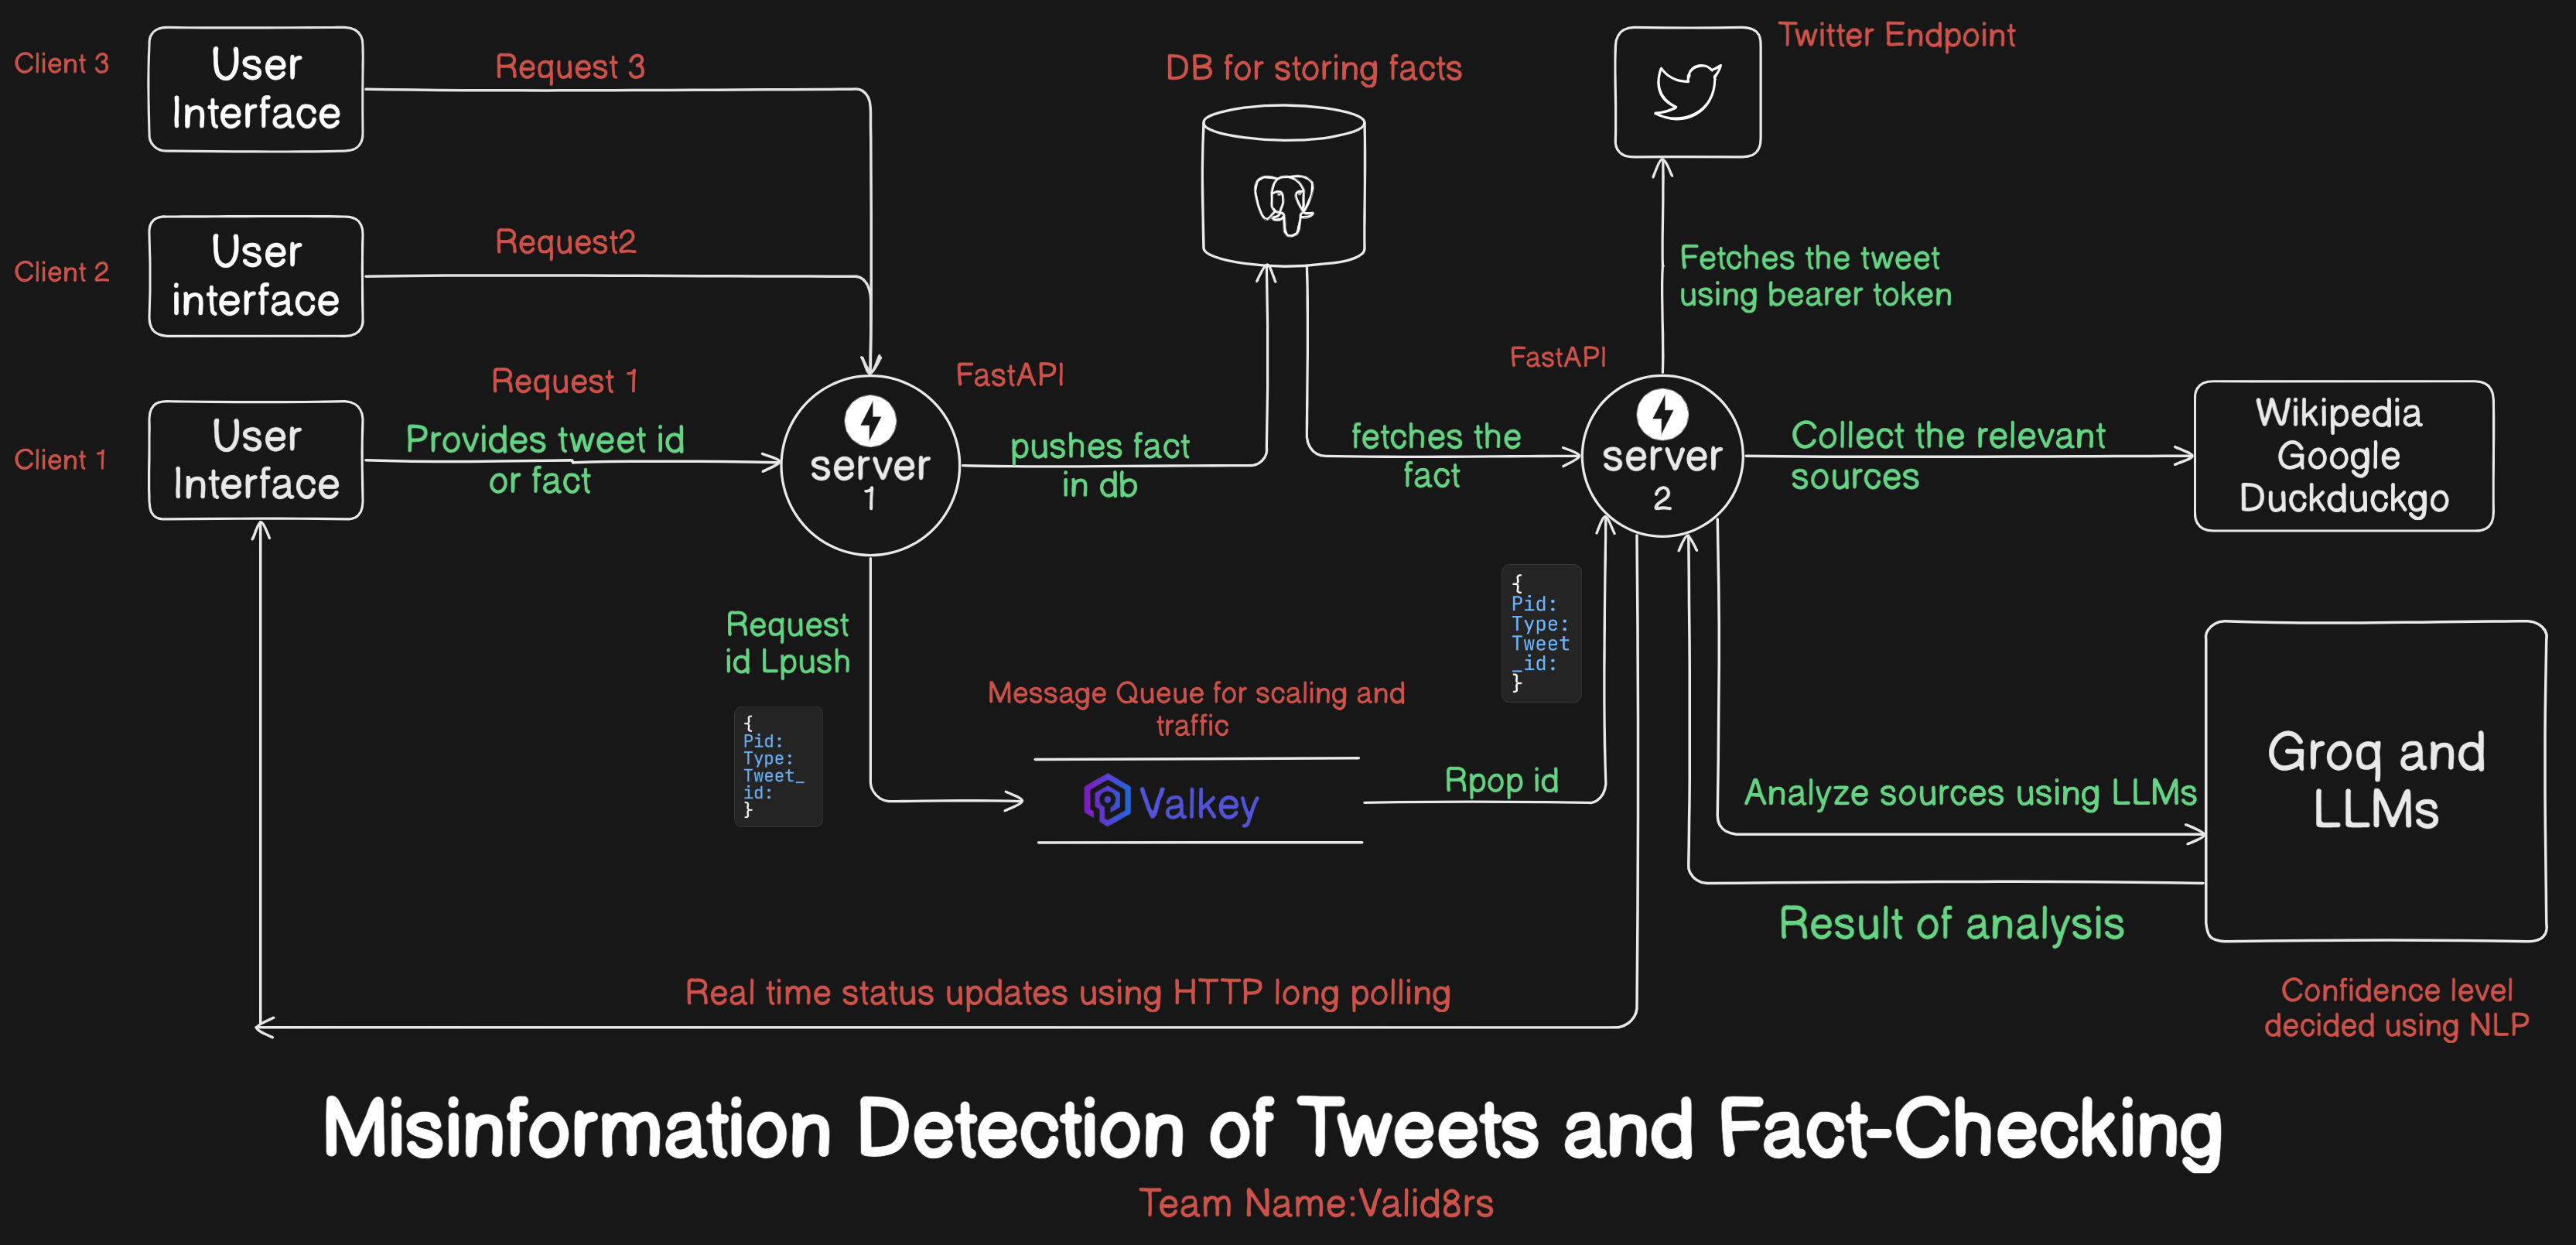 Client 3
User
Interface
Request 3
DB for storing facts
Twitter Endpoint
Client 2
User
interface
Request2
Fetches the tweet
using bearer token
Client 1
User
Interface
Request 1
Provides tweet id
or fact
FastAPI
server
1
pushes fact
in db
fetches the
fact
FastAPI
server
2
Collect the relevant
sources
Wikipedia
Google
Duckduckgo
Request
id Lpush
{
Pid:
Type:
Tweet_
id:
}
Message Queue for scaling and
traffic
Valkey
Rpop id
{
Pid:
Type:
Tweet
_id:
}
Analyze sources using LLMs
Groq and
LLMs
Result of analysis
Confidence level
decided using NLP
Real time status updates using HTTP long polling
Misinformation Detection of Tweets and Fact-Checking
Team Name:Valid8rs